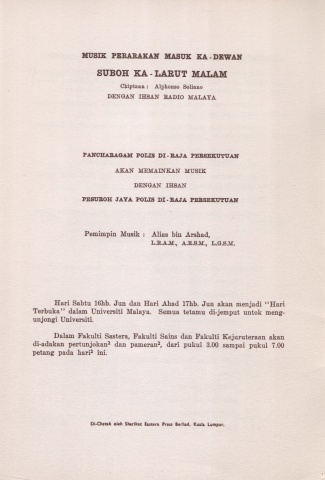 MUSIK PERARAKAN MASUK KA-DEWAN
SUBOH KA-LARUT MALAM
Chiptaan : Alphonso Soliano
DENGAN IHSAN RADIO MALAYA
PANCHARAGAM POLIS DI-RAJA PERSEKUTUAN
AKAN MEMAINKAN MUSIK
DENGAN IHSAN
PESUROH JAYA POLIS DI-RAJA PERSEKUTUAN
Pemimpin Musik : Alias bin Arshad,
L.R.A.M., A.R.S.M., L.G.S.M.
Hari Sabtu 16hb. Jun dan Hari Ahad 17hb. Jun akan menjadi "Hari
Terbuka" dalam Universiti Malaya. Semua tetamu di-jemput untok meng-
unjongi Universiti.
Dalam Fakulti Sastera, Fakulti Sains dan Fakulti Kejuruteraan akan
di-adakan pertunjokan² dan pameran², dari pukul 3.00 sampai pukul 7.00
petang pada hari² ini.
Di-Chetak oleh Sharikat Eastern Press Berhad, Kuala Lumpur.